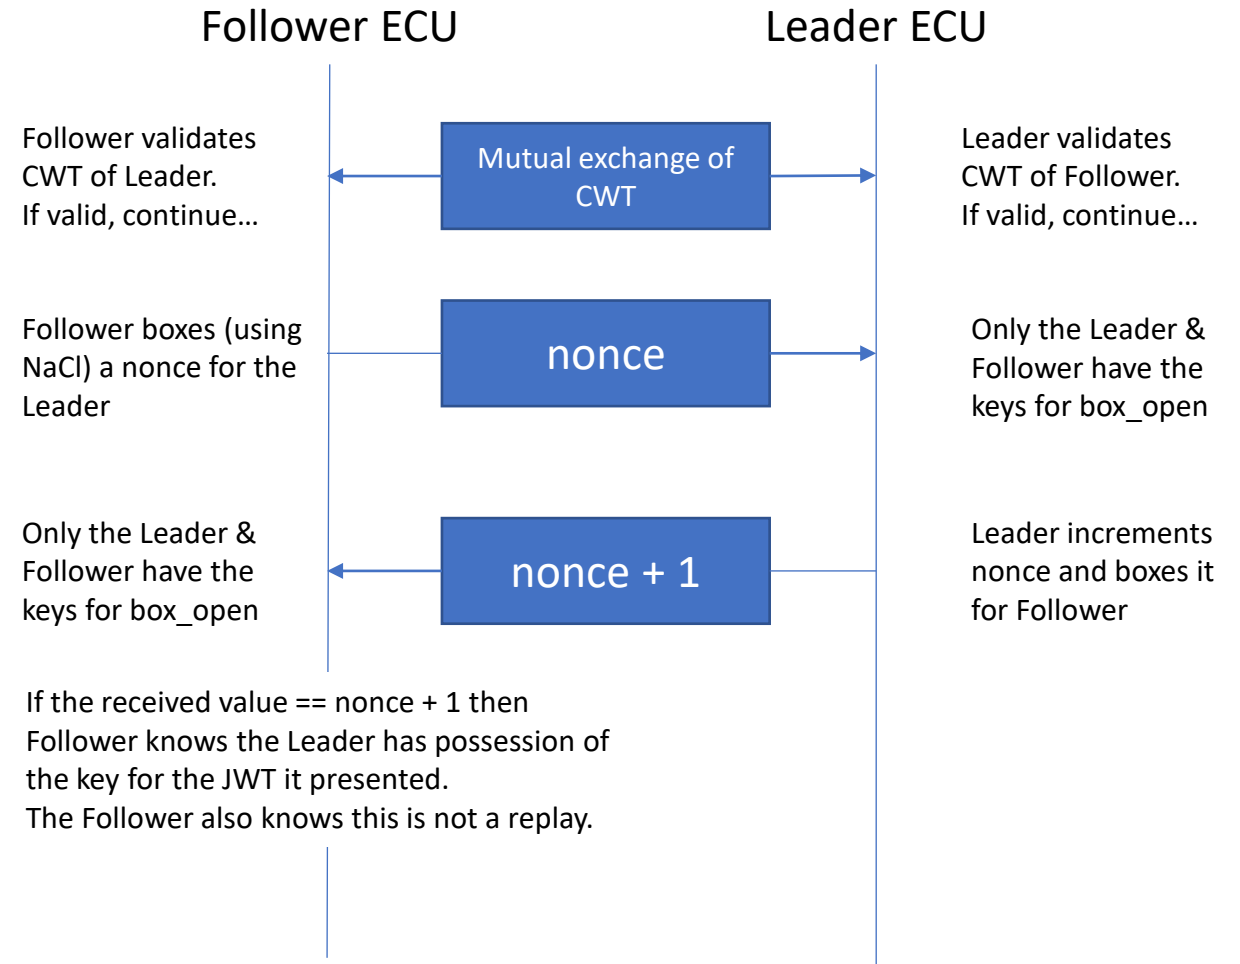 Follower ECU
Leader ECU
Follower validates
CWT of Leader.
If valid, continue…
Mutual exchange of
CWT
Leader validates
CWT of Follower.
If valid, continue…
Follower boxes (using
NaCl) a nonce for the
Leader
nonce
Only the Leader &
Follower have the
keys for box_open
Only the Leader &
Follower have the
keys for box_open
nonce + 1
Leader increments
nonce and boxes it
for Follower
If the received value == nonce + 1 then
Follower knows the Leader has possession of
the key for the JWT it presented.
The Follower also knows this is not a replay.